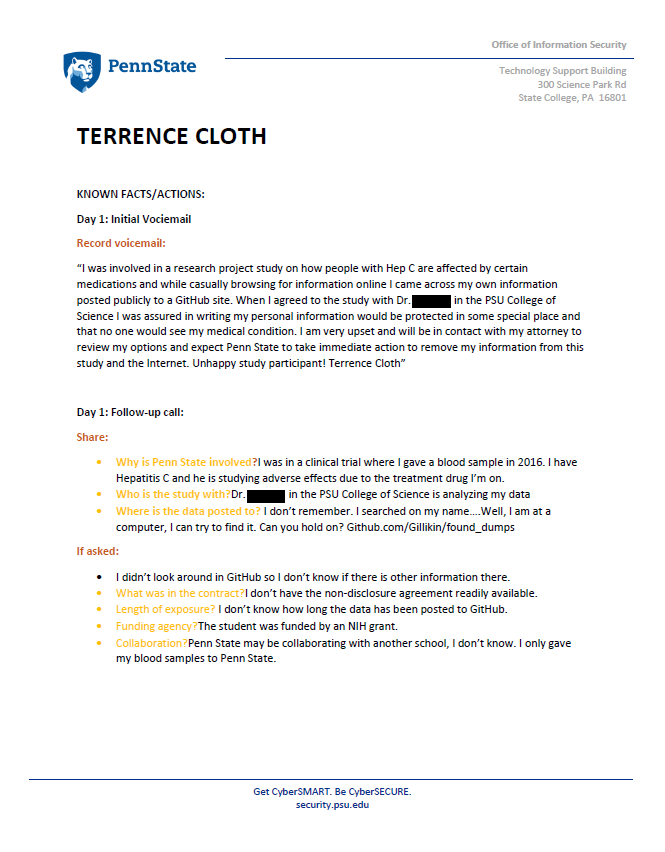 Office of Information Security
PennState
Technology Support Building
300 Science Park Rd
State College, PA 16801
TERRENCE CLOTH
KNOWN FACTS/ACTIONS:
Day 1: Initial Vociemail
Record voicemail:
“I was involved in a research project study on how people with Hep C are affected by certain
medications and while casually browsing for information online I came across my own information
posted publicly to a GitHub site. When I agreed to the study with Dr. in the PSU College of
Science I was assured in writing my personal information would be protected in some special place and
that no one would see my medical condition. I am very upset and will be in contact with my attorney to
review my options and expect Penn State to take immediate action to remove my information from this
study and the Internet. Unhappy study participant! Terrence Cloth”
Day 1: Follow-up call:
Share:
• Why is Penn State involved?I was in a clinical trial where I gave a blood sample in 2016. I have
Hepatitis C and he is studying adverse effects due to the treatment drug I’m on.
• Who is the study with?Dr. in the PSU College of Science is analyzing my data
• Where is the data posted to? I don’t remember. I searched on my name….Well, I am at a
computer, I can try to find it. Can you hold on? Github.com/Gillikin/found_dumps
If asked:
• I didn’t look around in GitHub so I don’t know if there is other information there.
• What was in the contract?I don’t have the non-disclosure agreement readily available.
• Length of exposure? I don’t know how long the data has been posted to GitHub.
• Funding agency?The student was funded by an NIH grant.
• Collaboration?Penn State may be collaborating with another school, I don’t know. I only gave
my blood samples to Penn State.
Get CyberSMART. Be CyberSECURE.
security.psu.edu